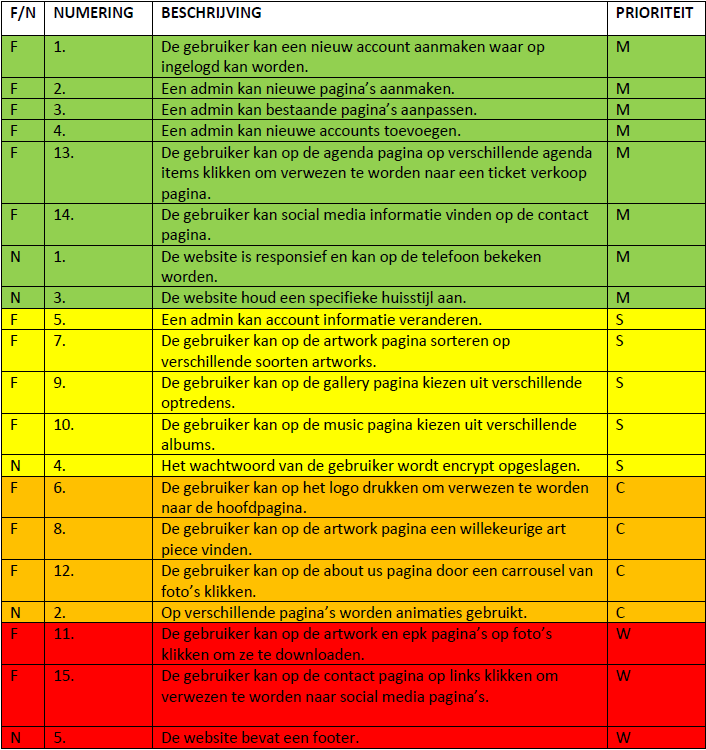 F/N NUMERING BESCHRIJVING PRIORITEIT
F 1. De gebruiker kan een nieuw account aanmaken waar op M
ingelogd kan worden.
F 2. Een admin kan nieuwe pagina's aanmaken. M
F 3. Een admin kan bestaande pagina's aanpassen. M
F 4. Een admin kan nieuwe accounts toevoegen. M
F 13. De gebruiker kan op de agenda pagina op verschillende agenda M
items klikken om verwezen te worden naar een ticket verkoop
pagina.
F 14. De gebruiker kan social media informatie vinden op de contact M
pagina.
N 1. De website is responsief en kan op de telefoon bekeken M
worden.
N 3. De website houd een specifieke huisstijl aan. M
F 5. Een admin kan account informatie veranderen. S
F 7. De gebruiker kan op de artwork pagina sorteren op S
verschillende soorten artworks.
F 9. De gebruiker kan op de gallery pagina kiezen uit verschillende S
optredens.
F 10. De gebruiker kan op de music pagina kiezen uit verschillende S
albums.
N 4. Het wachtwoord van de gebruiker wordt encrypt opgeslagen. S
F 6. De gebruiker kan op het logo drukken om verwezen te worden C
naar de hoofdpagina.
F 8. De gebruiker kan op de artwork pagina een willekeurige art C
piece vinden.
F 12. De gebruiker kan op de about us pagina door een carrousel van C
foto's klikken.
N 2. Op verschillende pagina's worden animaties gebruikt. C
F 11. De gebruiker kan op de artwork en epk pagina's op foto's W
klikken om ze te downloaden.
F 15. De gebruiker kan op de contact pagina op links klikken om W
verwezen te worden naar social media pagina's.
N 5. De website bevat een footer. W